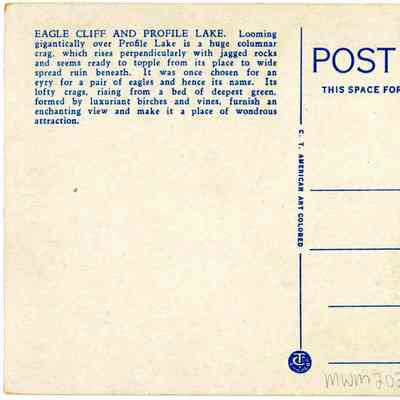 EAGLE CLIFF AND PROFILE LAKE. Looming
gigantically over Profile Lake is a huge columnar
crag, which rises perpendicularly with jagged rocks
and seems ready to topple from its place to wide
spread ruin beneath. It was once chosen for an
eyry for a pair of eagles and hence its name. Its
lofty crags, rising from a bed of deepest green,
formed by luxuriant birches and vines, furnish an
enchanting view and make it a place of wondrous
attraction.
C. T. AMERICAN ART COLORED
POST
THIS SPACE FOR